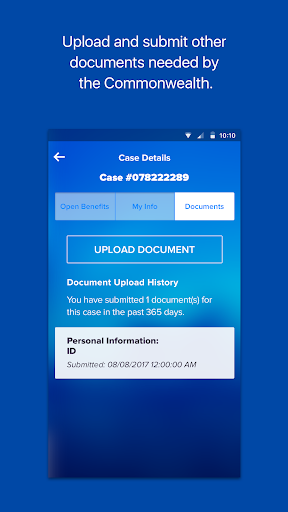 Upload and submit other
documents needed by
the Commonwealth.
10:10
Case Details
Case #078222289
Open Benefits
My Info
Documents
UPLOAD DOCUMENT
Document Upload History
You have submitted 1 document(s) for
this case in the past 365 days.
Personal Information:
ID
Submitted: 08/08/2017 12:00:00 AM